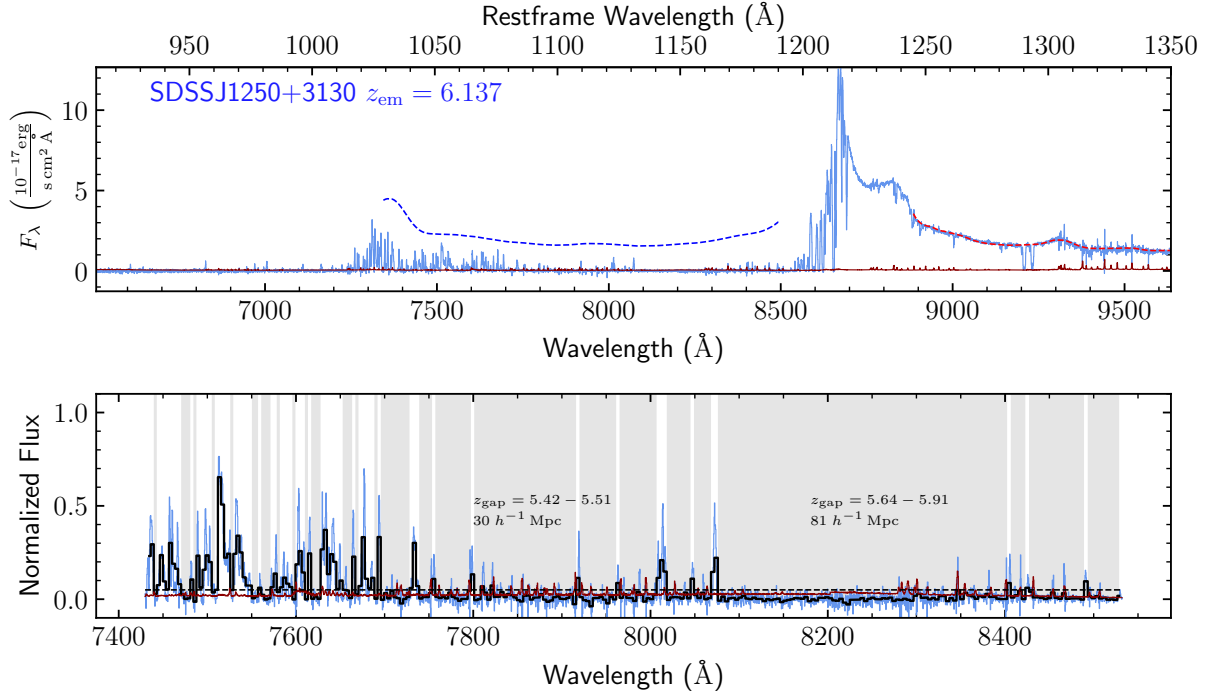 Restframe Wavelength (Å)
950 1000 1050 1100 1150 1200 1250 1300 1350
SDSSJ1250+3130 z_em = 6.137
F_λ (10^−17 erg / s cm² Å)
10
5
0
7000 7500 8000 8500 9000 9500
Wavelength (Å)
Normalized Flux
1.0
0.5
0.0
z_gap = 5.42 − 5.51
30 h^−1 Mpc
z_gap = 5.64 − 5.91
81 h^−1 Mpc
7400 7600 7800 8000 8200 8400
Wavelength (Å)